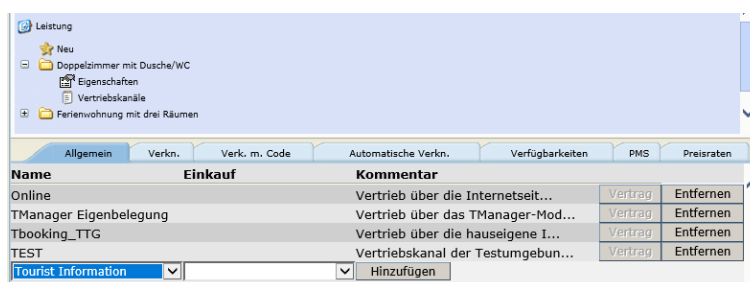 Leistung
Neu
Doppelzimmer mit Dusche/WC
Eigenschaften
Vertriebskanäle
Ferienwohnung mit drei Räumen
Allgemein Verkn. Verk. m. Code Automatische Verkn. Verfügbarkeiten PMS Preisraten
Name Einkauf Kommentar
Online Vertrieb über die Internetseit... Vertrag Entfernen
TManager Eigenbelegung Vertrieb über das TManager-Mod... Vertrag Entfernen
Tbooking_TTG Vertrieb über die hauseigene I... Vertrag Entfernen
TEST Vertriebskanal der Testumgebun... Vertrag Entfernen
Tourist Information Hinzufügen